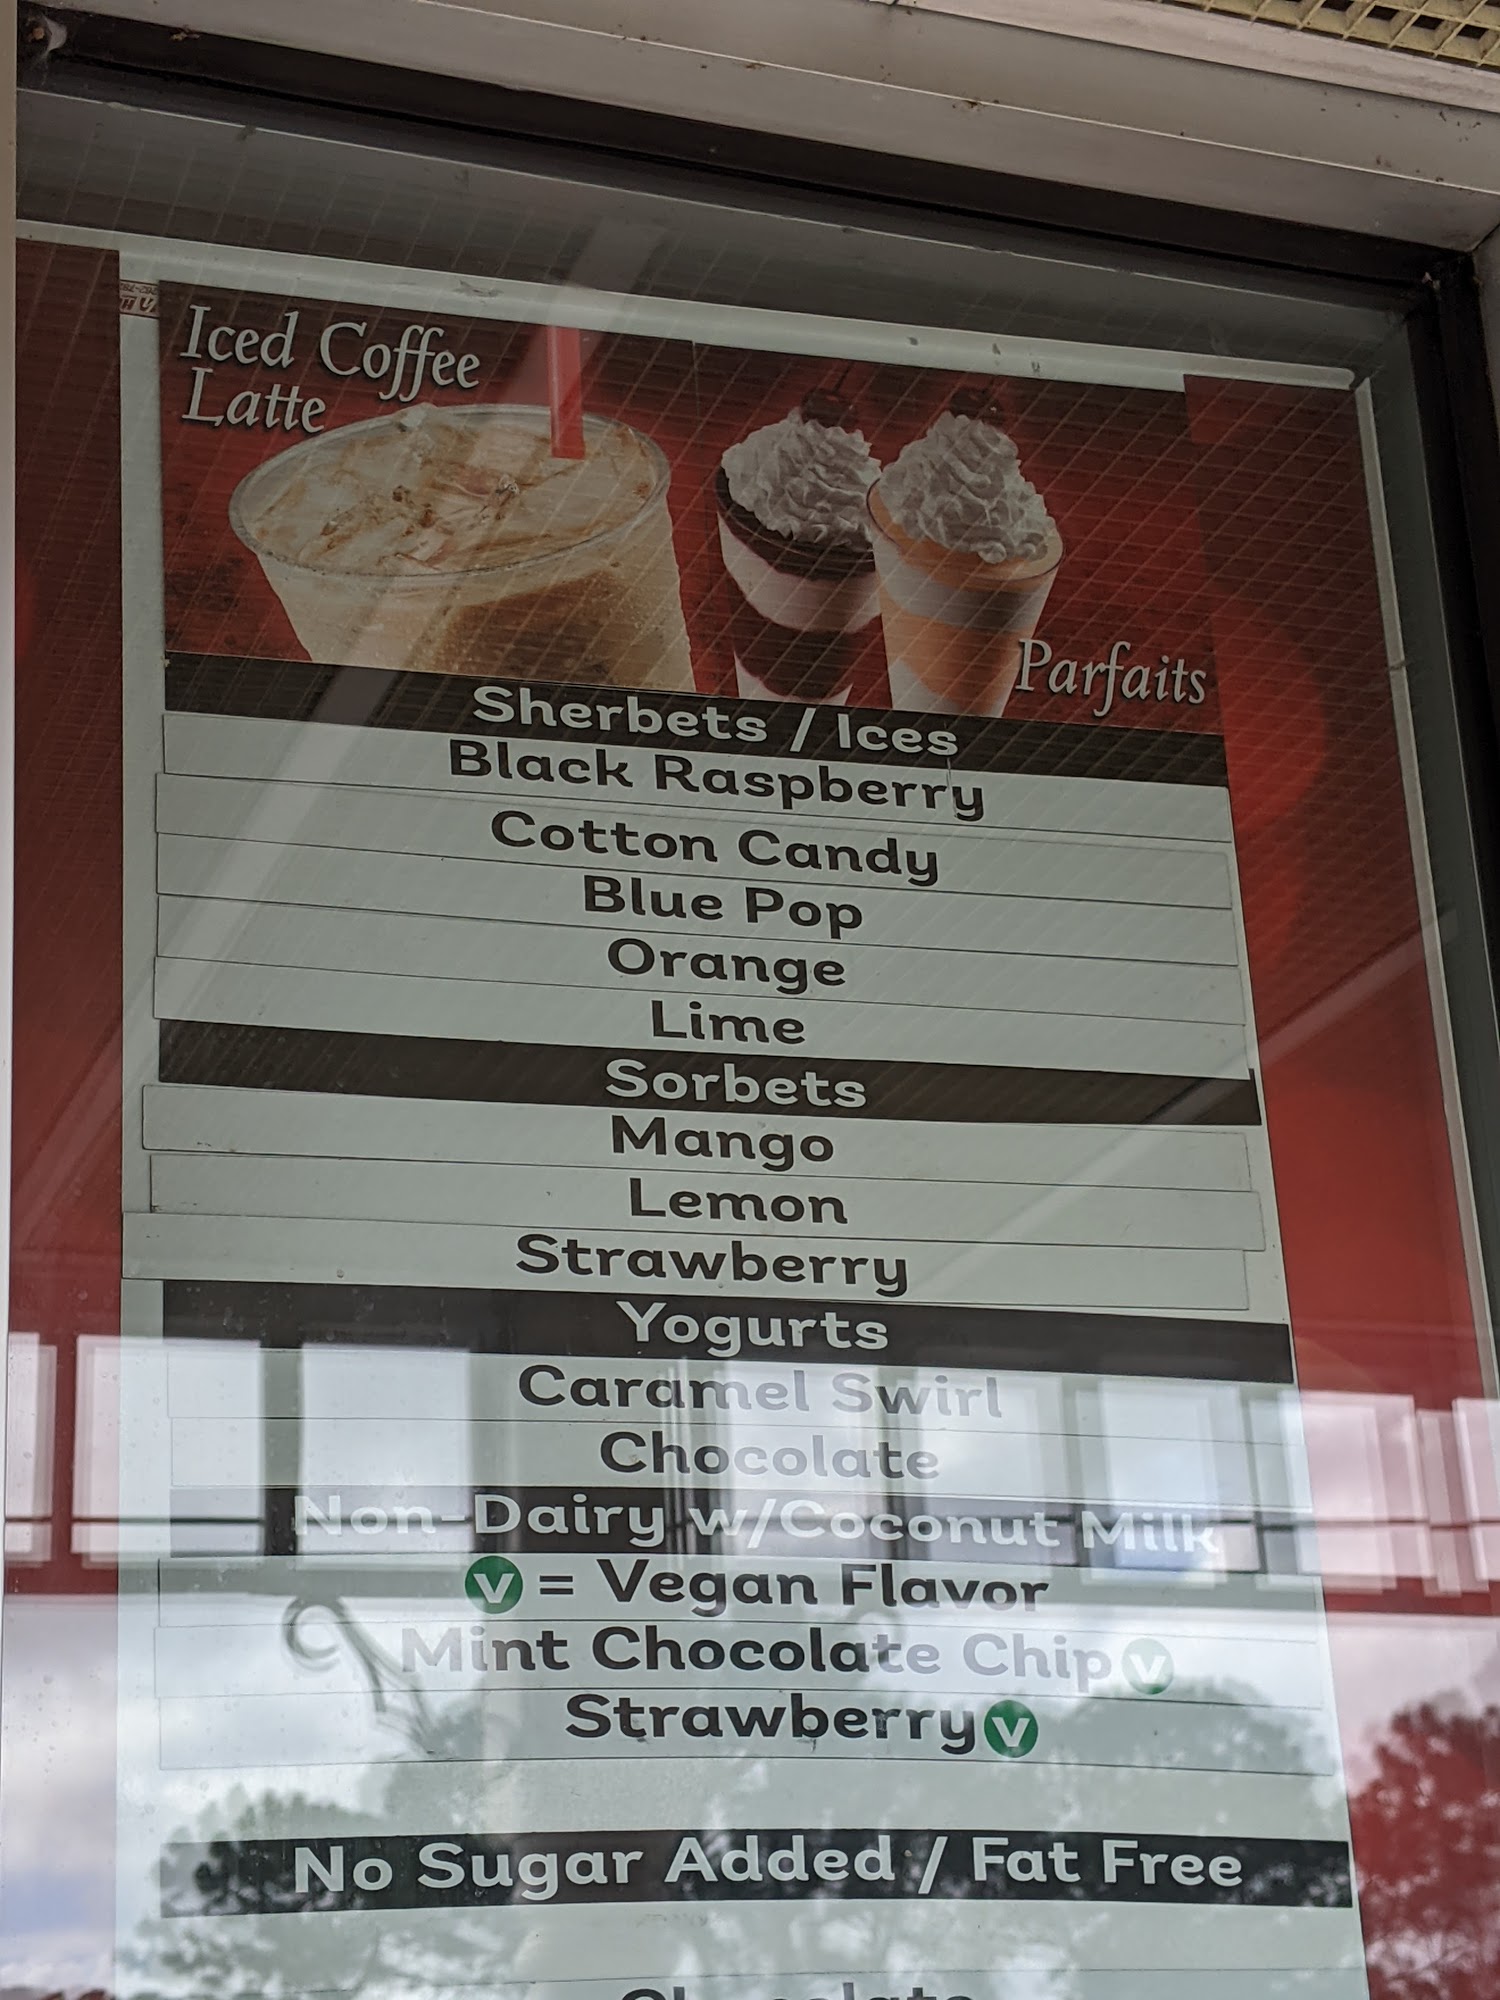 Iced Coffee
Latte
Parfaits
Sherbets / Ices
Black Raspberry
Cotton Candy
Blue Pop
Orange
Lime
Sorbets
Mango
Lemon
Strawberry
Yogurts
Caramel Swirl
Chocolate
Non-Dairy w/Coconut Milk
V = Vegan Flavor
Mint Chocolate Chip V
Strawberry V
No Sugar Added / Fat Free
Chocolate